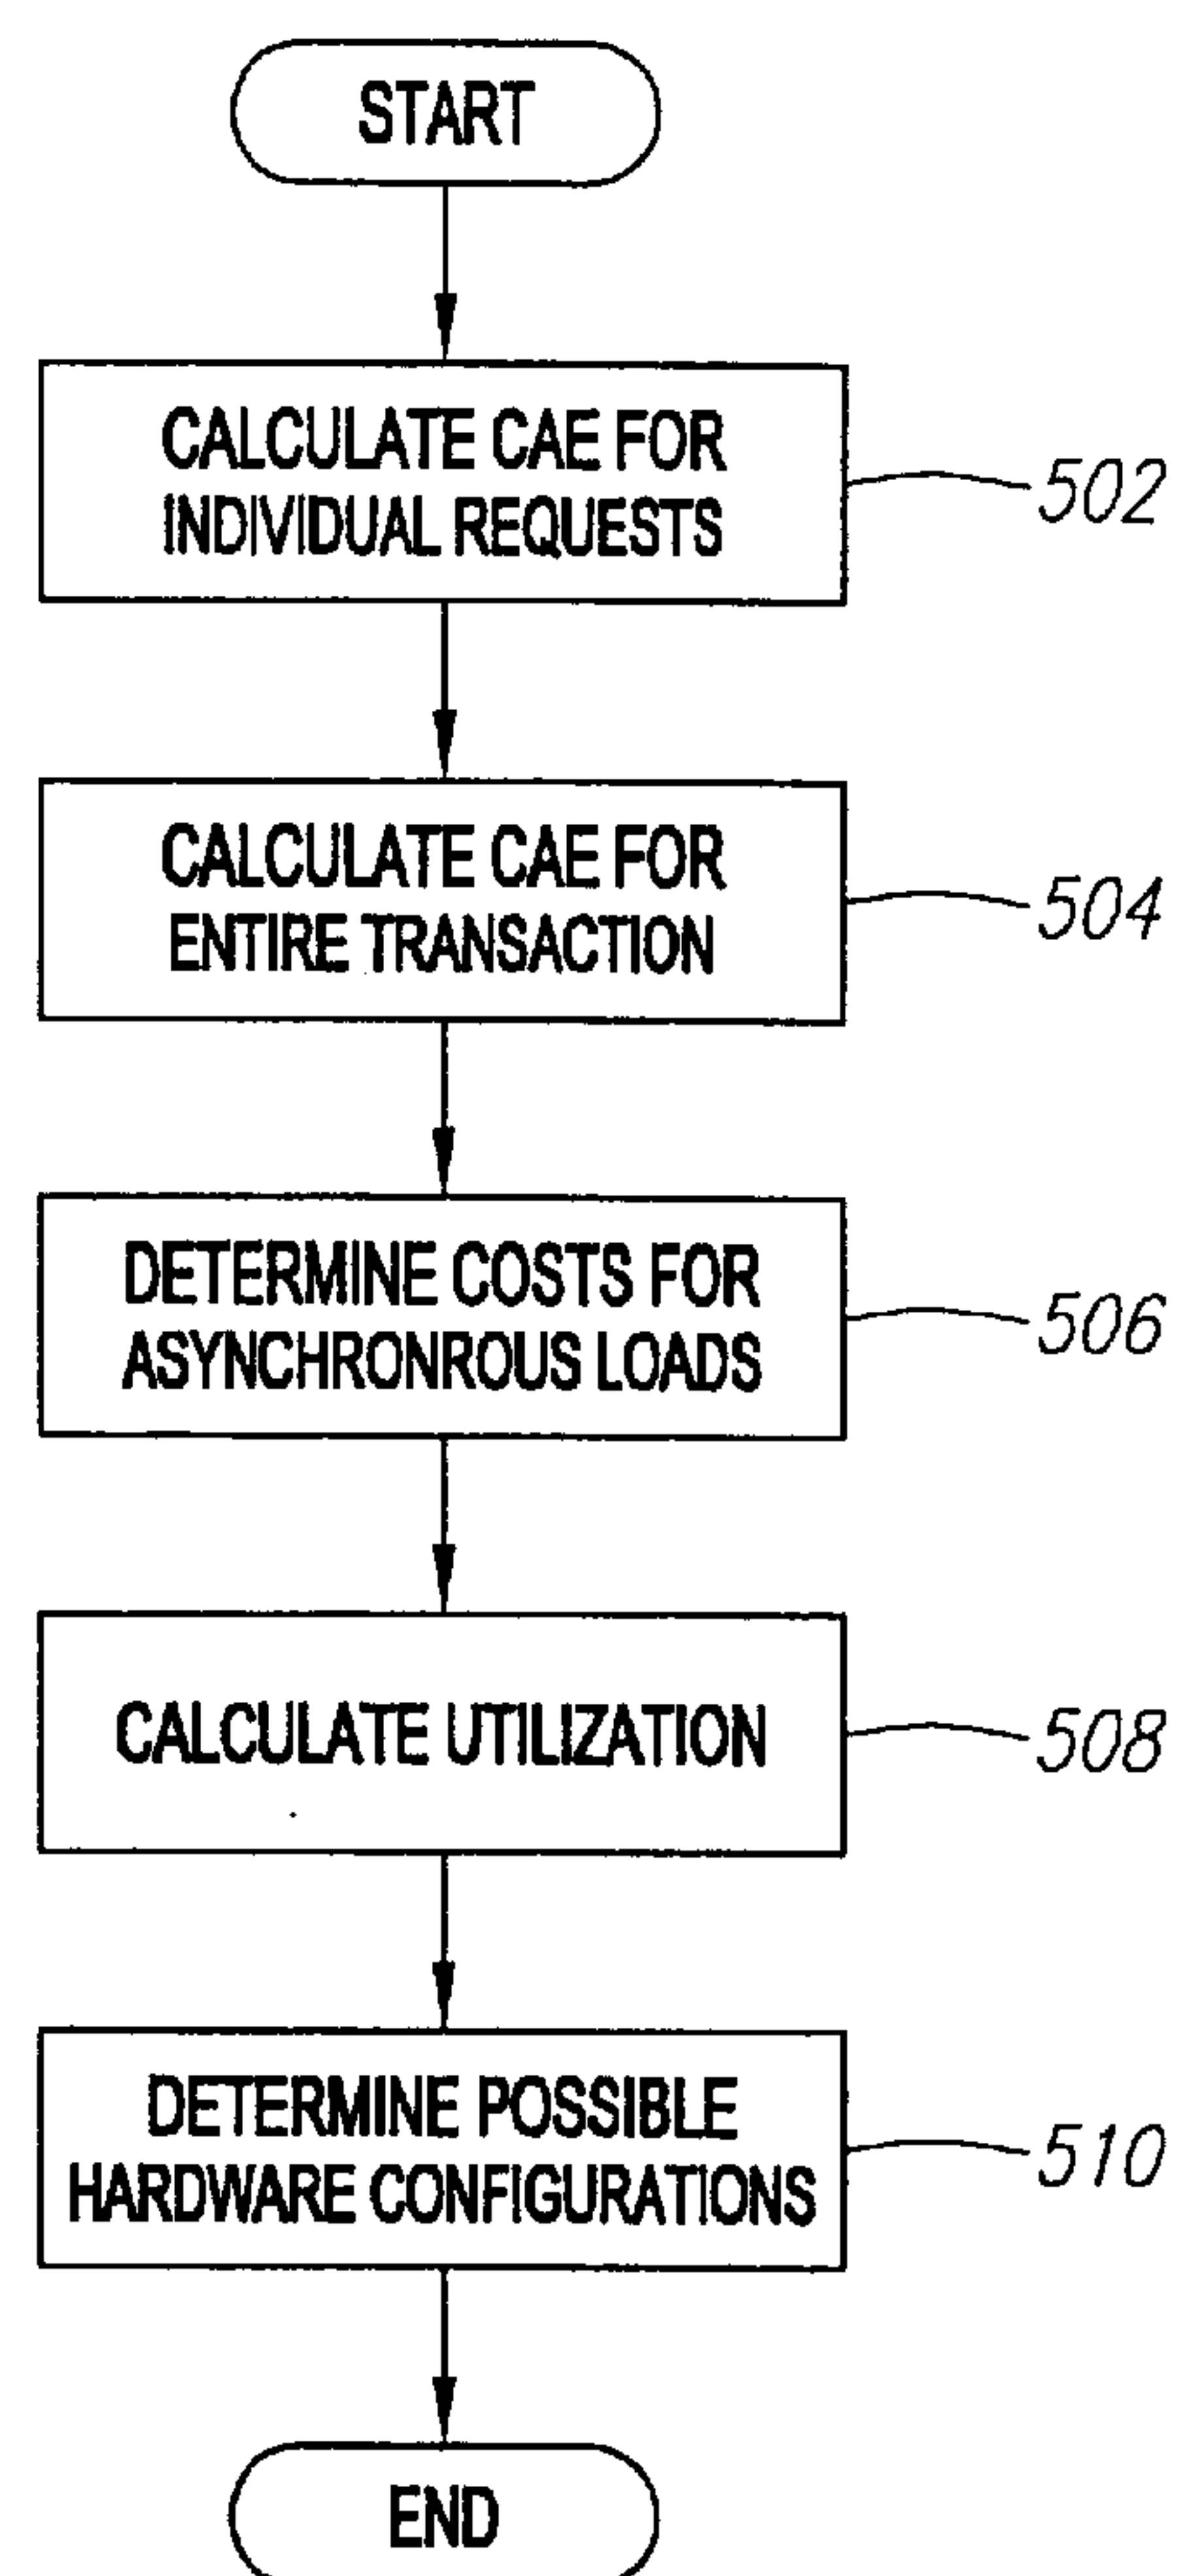 START
CALCULATE CAE FOR
INDIVIDUAL REQUESTS
502
CALCULATE CAE FOR
ENTIRE TRANSACTION
504
DETERMINE COSTS FOR
ASYNCHRONROUS LOADS
506
CALCULATE UTILIZATION
508
DETERMINE POSSIBLE
HARDWARE CONFIGURATIONS
510
END